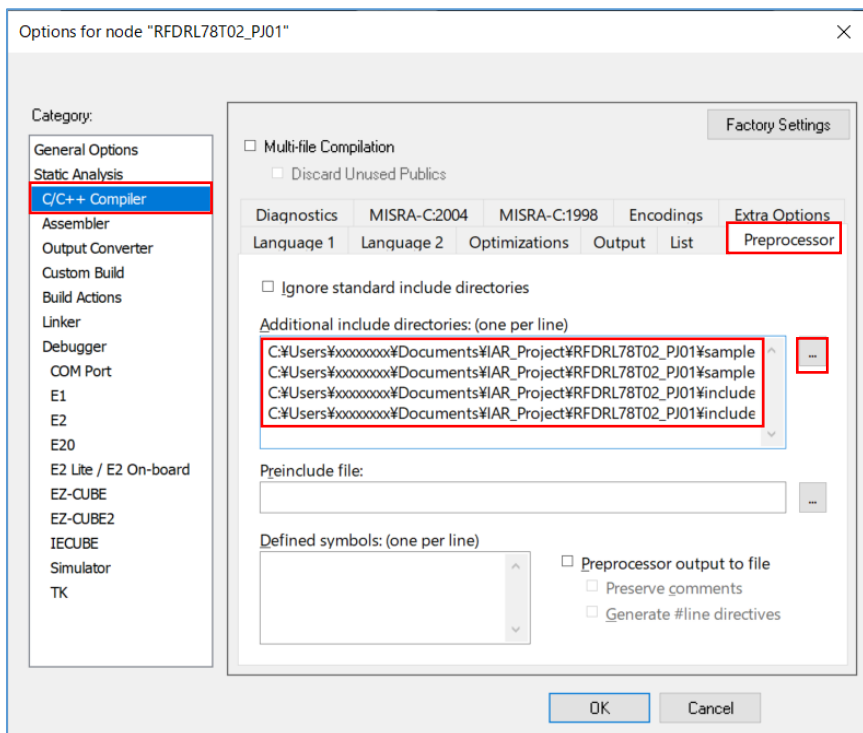 Options for node "RFDRL78T02_PJ01"
Category:
General Options
Static Analysis
C/C++ Compiler
Assembler
Output Converter
Custom Build
Build Actions
Linker
Debugger
COM Port
E1
E2
E20
E2 Lite / E2 On-board
EZ-CUBE
EZ-CUBE2
IECUBE
Simulator
TK
Factory Settings
Multi-file Compilation
Discard Unused Publics
Diagnostics MISRA-C:2004 MISRA-C:1998 Encodings Extra Options
Language 1 Language 2 Optimizations Output List Preprocessor
Ignore standard include directories
Additional include directories: (one per line)
C:¥Users¥xxxxxxxx¥Documents¥IAR_Project¥RFDRL78T02_PJ01¥sample
C:¥Users¥xxxxxxxx¥Documents¥IAR_Project¥RFDRL78T02_PJ01¥sample
C:¥Users¥xxxxxxxx¥Documents¥IAR_Project¥RFDRL78T02_PJ01¥include
C:¥Users¥xxxxxxxx¥Documents¥IAR_Project¥RFDRL78T02_PJ01¥include
...
Preinclude file:
...
Defined symbols: (one per line)
Preprocessor output to file
Preserve comments
Generate #line directives
OK Cancel